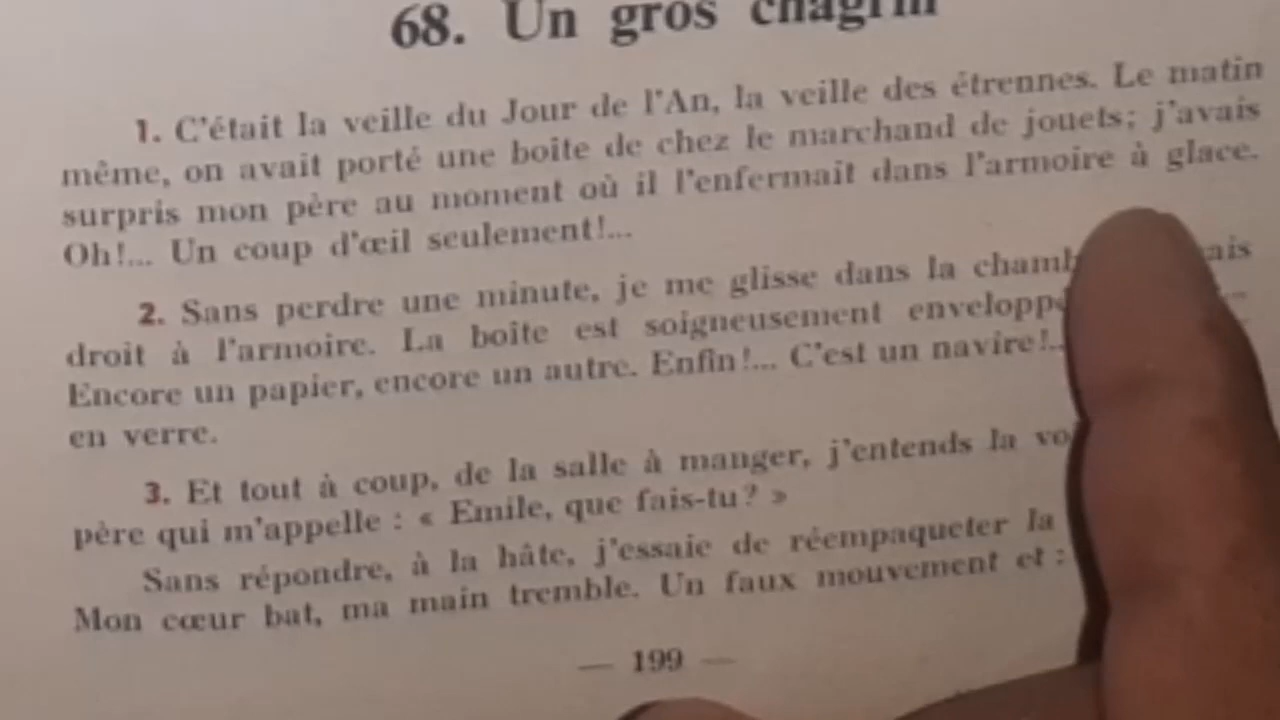 68. Un gros chagrin
1. C'était la veille du Jour de l'An, la veille des étrennes. Le matin
même, on avait porté une boîte de chez le marchand de jouets; j'avais
surpris mon père au moment où il l'enfermait dans l'armoire à glace.
Oh!... Un coup d'œil seulement!...
2. Sans perdre une minute, je me glisse dans la
droit à l'armoire. La boîte est soigneusement
Encore un papier, encore un autre. Enfin!... C'est un navire!..
en verre.
3. Et tout à coup, de la salle à manger, j'entends la
père qui m'appelle : « Emile, que fais-tu? »
Sans répondre, à la hâte, j'essaie de réempaqueter la
Mon cœur bat, ma main tremble. Un faux mouvement et :
— 199 —